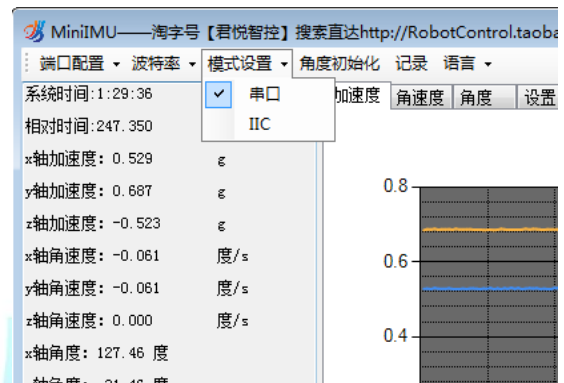 MiniIMU——淘字号【君悦智控】搜索直达http://RobotControl.taoba
端口配置 波特率 模式设置 角度初始化 记录 语言
系统时间:1:29:36
串口
加速度 角速度 角度 设置
相对时间:247.350
IIC
x轴加速度: 0.529 g
y轴加速度: 0.687 g
z轴加速度: -0.523 g
x轴角速度: -0.061 度/s
y轴角速度: -0.061 度/s
z轴角速度: 0.000 度/s
x轴角度: 127.46 度
0.8
0.6
0.4